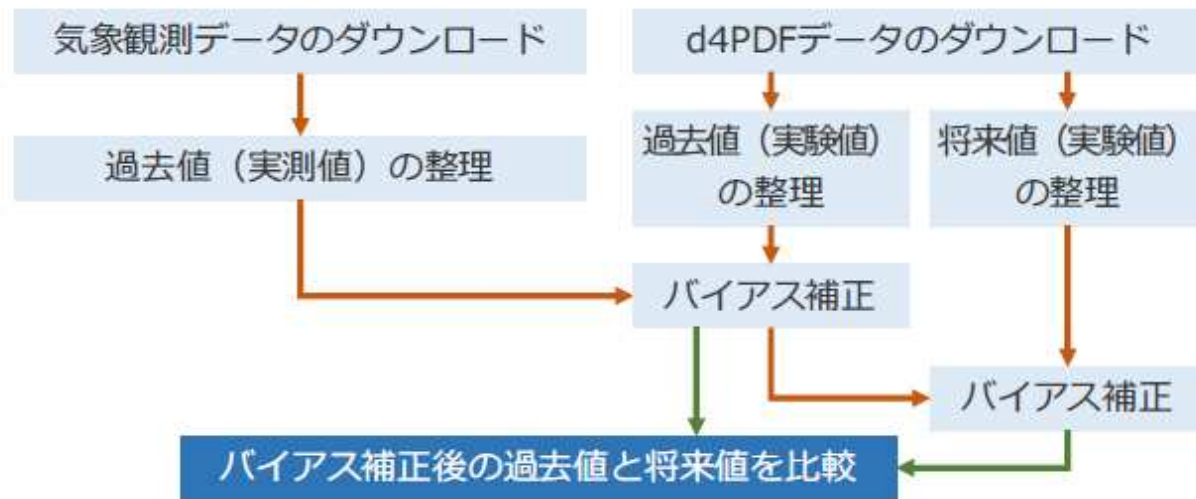 気象観測データのダウンロード
d4PDFデータのダウンロード
過去値（実測値）の整理
過去値（実験値）
の整理
将来値（実験値）
の整理
バイアス補正
バイアス補正
バイアス補正後の過去値と将来値を比較